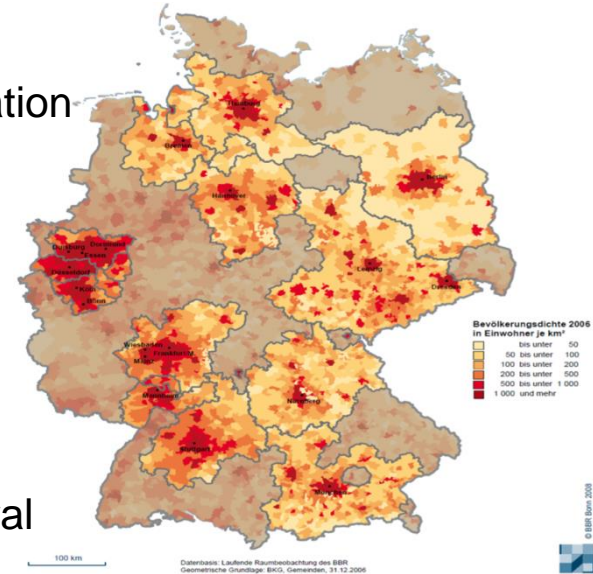 ation
Hamburg
Bremen
Berlin
Hannover
Duisburg Dortmund
Essen
Düsseldorf
Leipzig
Dresden
Köln
Bonn
Bevölkerungsdichte 2006
in Einwohner je km²
bis unter 50
50 bis unter 100
100 bis unter 200
200 bis unter 500
500 bis unter 1 000
1 000 und mehr
Wiesbaden
Frankfurt/M.
Mainz
Mannheim
Nürnberg
Stuttgart
München
al
100 km
Datenbasis: Laufende Raumbeobachtung des BBR
Geometrische Grundlage: BKG, Gemeinden, 31.12.2006
© BBR Bonn 2008